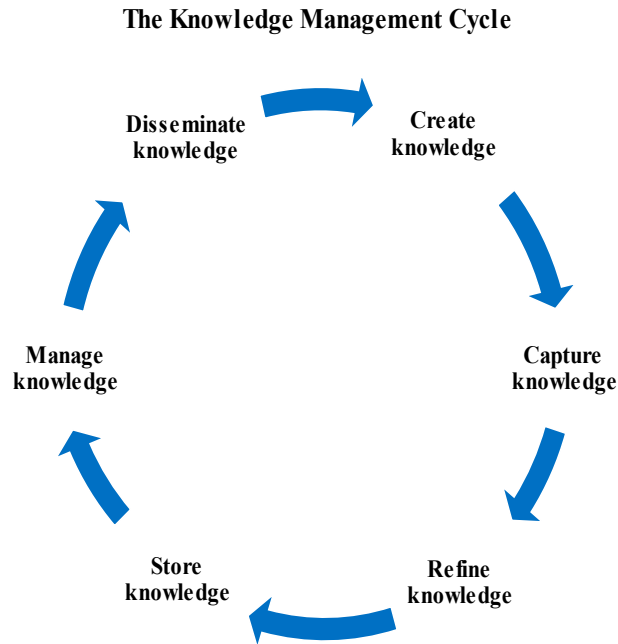 The Knowledge Management Cycle
Create
knowledge
Capture
knowledge
Refine
knowledge
Store
knowledge
Manage
knowledge
Disseminate
knowledge